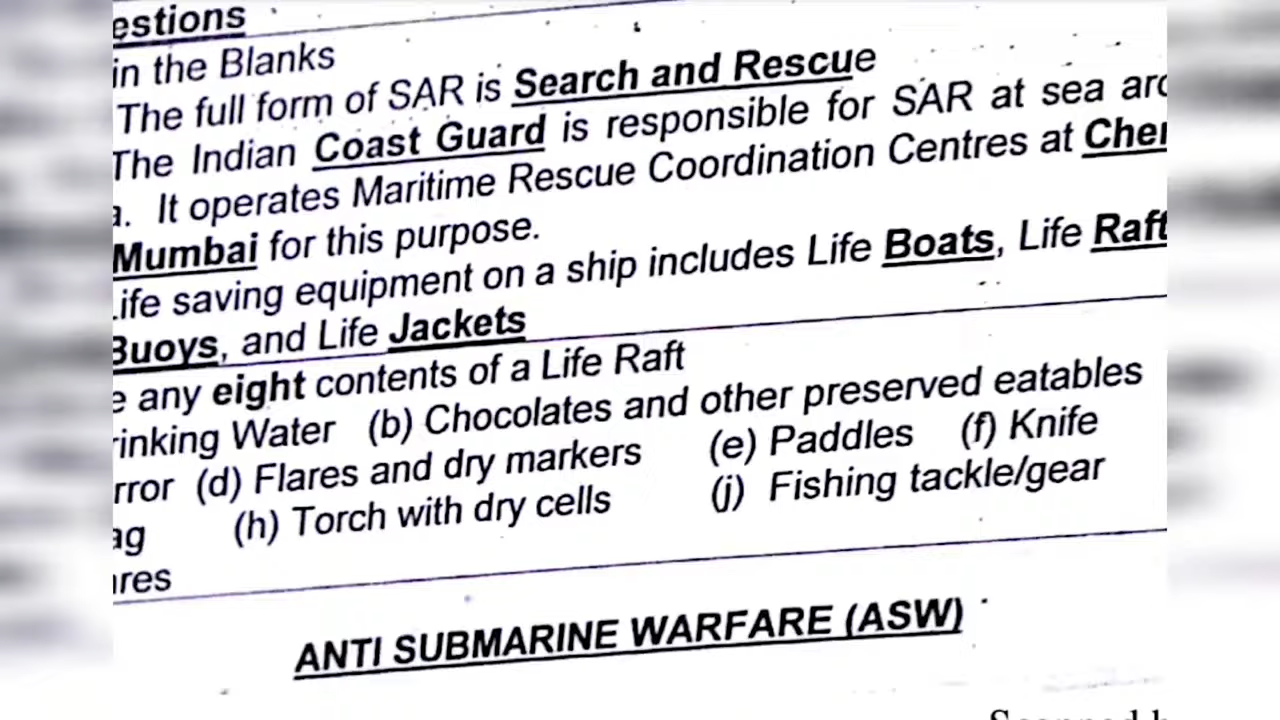 estions
in the Blanks
The full form of SAR is Search and Rescue
The Indian Coast Guard is responsible for SAR at sea
a. It operates Maritime Rescue Coordination Centres at
Mumbai for this purpose.
ife saving equipment on a ship includes Life Boats, Life Raft
Buoys, and Life Jackets
e any eight contents of a Life Raft
rinking Water (b) Chocolates and other preserved eatables
rror (d) Flares and dry markers (e) Paddles (f) Knife
ag (h) Torch with dry cells (j) Fishing tackle/gear
ares
ANTI SUBMARINE WARFARE (ASW)